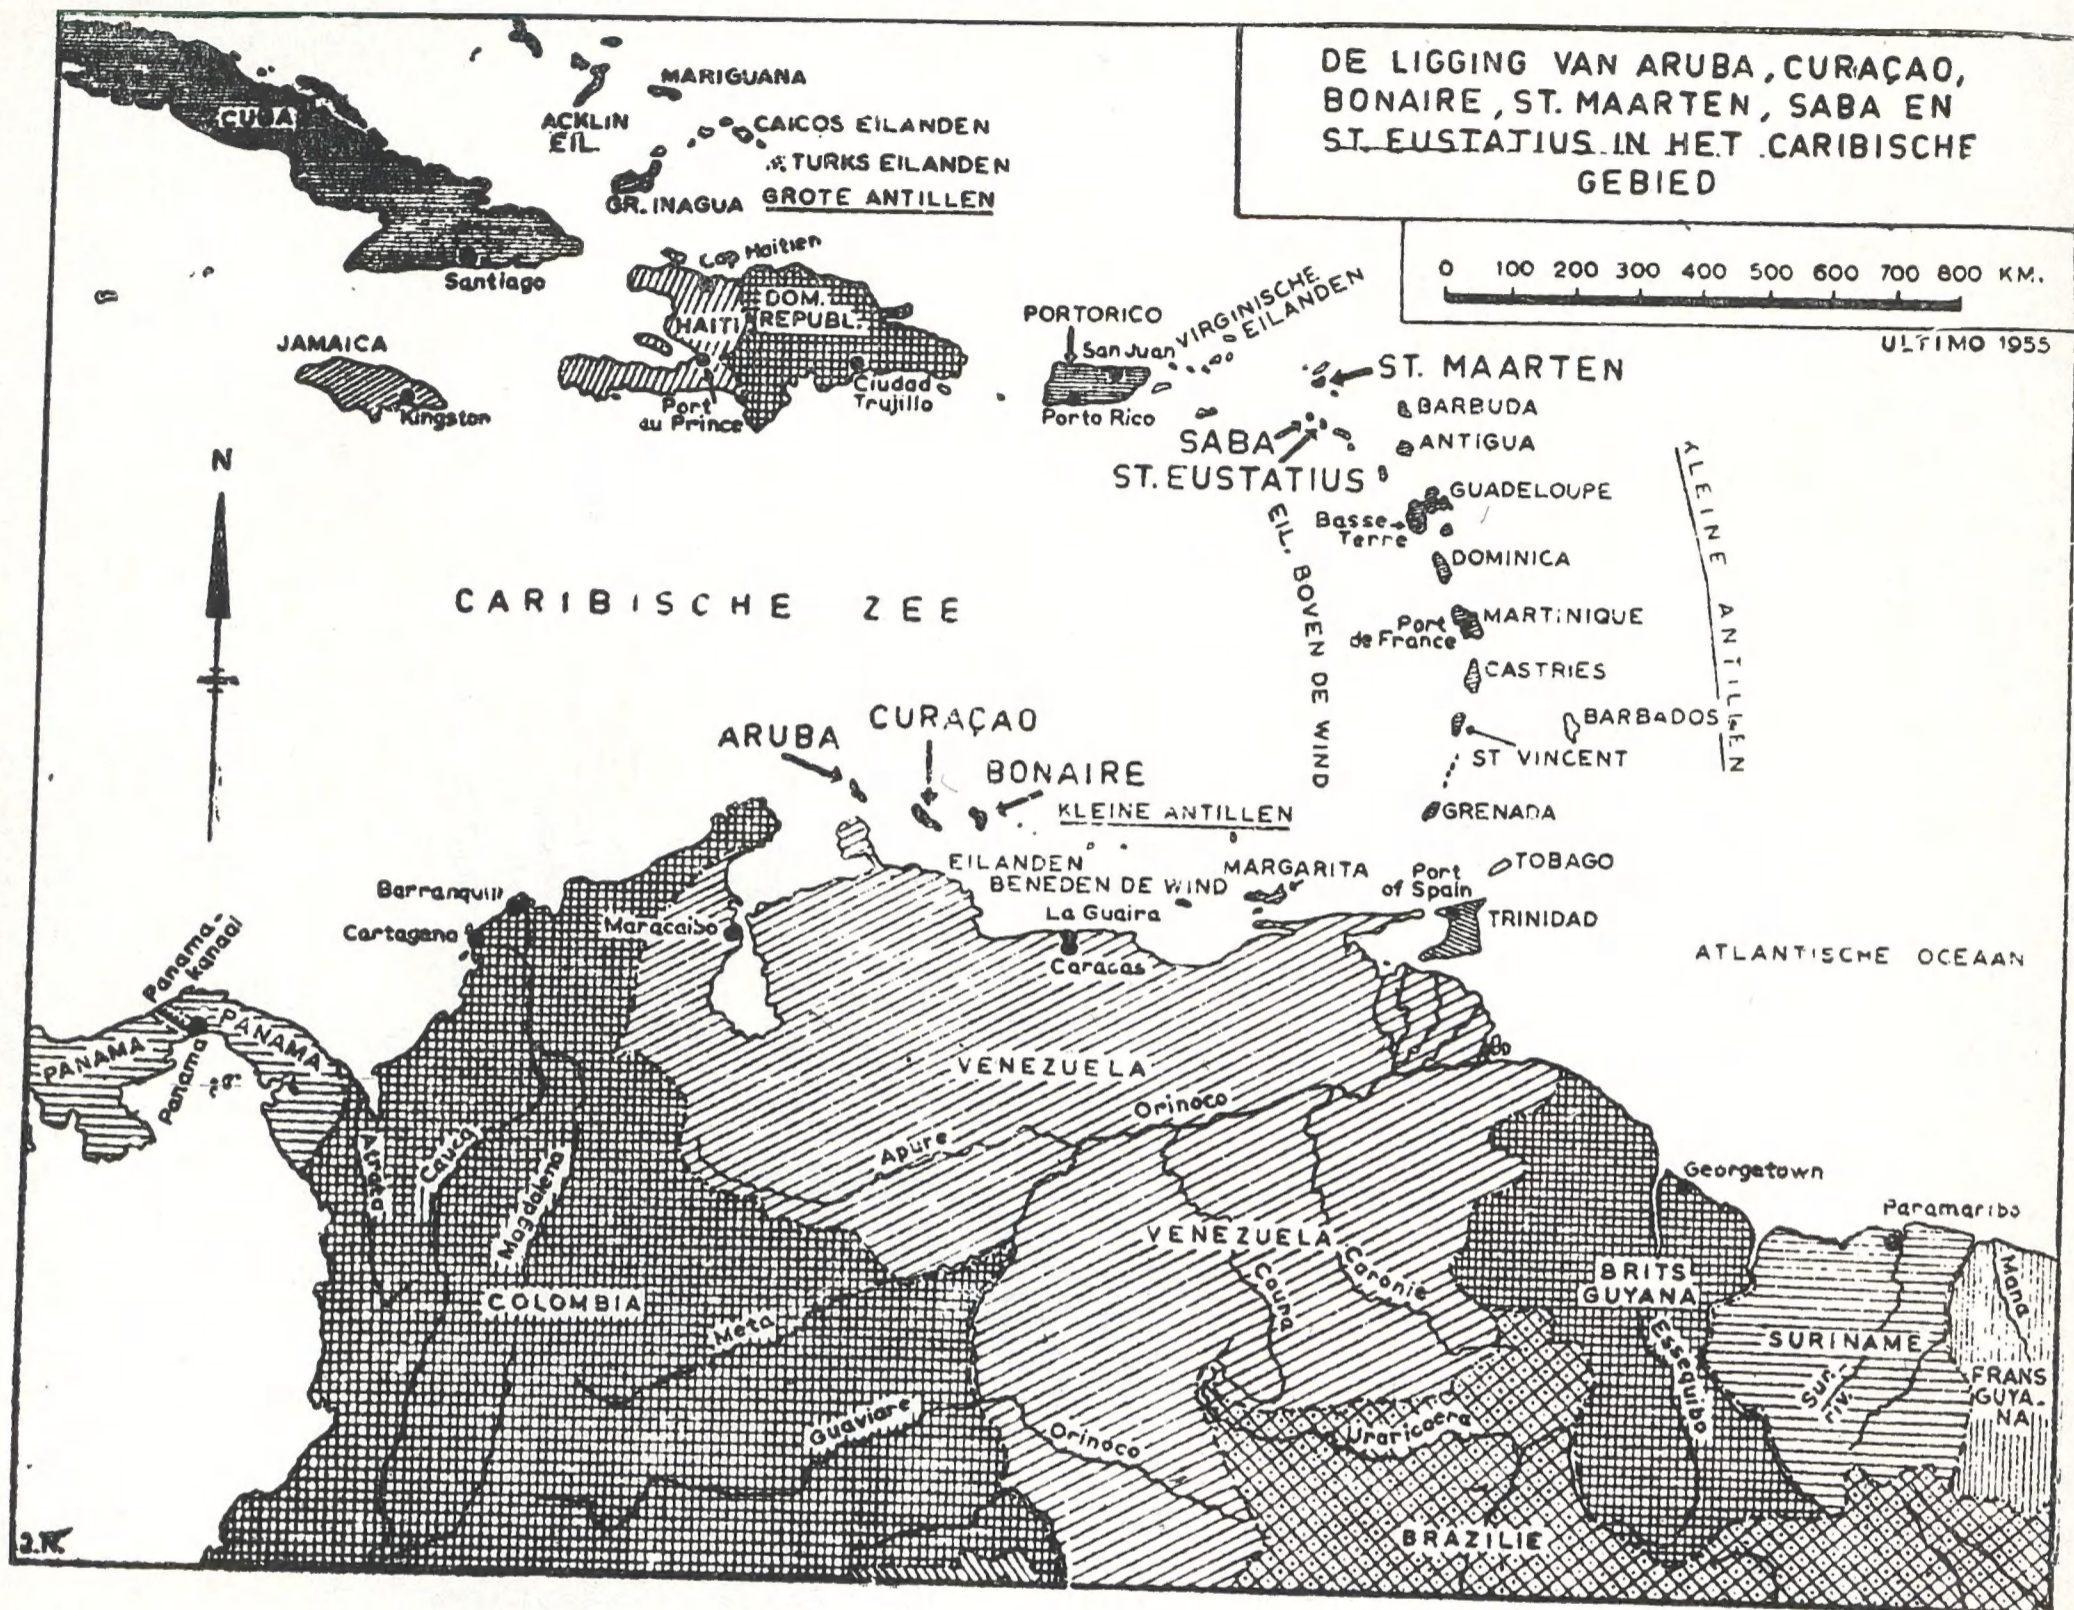 DE LIGGING VAN ARUBA, CURAÇAO,
BONAIRE, ST. MAARTEN, SABA EN
ST. EUSTATIUS IN HET CARIBISCHE
GEBIED
0 100 200 300 400 500 600 700 800 KM.
ULTIMO 1955
MARIGUANA
CUBA
ACKLIN
EIL.
CAICOS EILANDEN
TURKS EILANDEN
GR. INAGUA
GROTE ANTILLEN
Santiago
Cap Haitien
DOM.
REPUBL.
HAITI
JAMAICA
Kingston
Port
au Prince
Ciudad
Trujillo
PORTORICO
San Juan
Porto Rico
VIRGINISCHE
EILANDEN
ST. MAARTEN
BARBUDA
SABA
ANTIGUA
ST. EUSTATIUS
GUADELOUPE
Basse
Terre
DOMINICA
MARTINIQUE
Port
de France
CASTRIES
BARBADOS
ST VINCENT
GRENADA
TOBAGO
EIL. BOVEN DE WIND
KLEINE ANTILLEN
N
CARIBISCHE ZEE
ARUBA
CURAÇAO
BONAIRE
KLEINE ANTILLEN
EILANDEN
BENEDEN DE WIND
MARGARITA
Port
of Spain
TRINIDAD
La Guaira
Caracas
ATLANTISCHE OCEAAN
Barranquill
Cartagena
Maracaibo
Panama-
kanaal
PANAMA
PANAMA
Panama
VENEZUELA
Orinoco
Apure
Atrato
Cauca
Magdalena
COLOMBIA
Meta
Guaviare
Orinoco
VENEZUELA
Caura
Caronie
Georgetown
Paramaribo
BRITS
GUYANA
Essequibo
SURINAME
Sur.-
riv.
Mana
FRANS
GUYA-
NA
Uraricaera
BRAZILIE